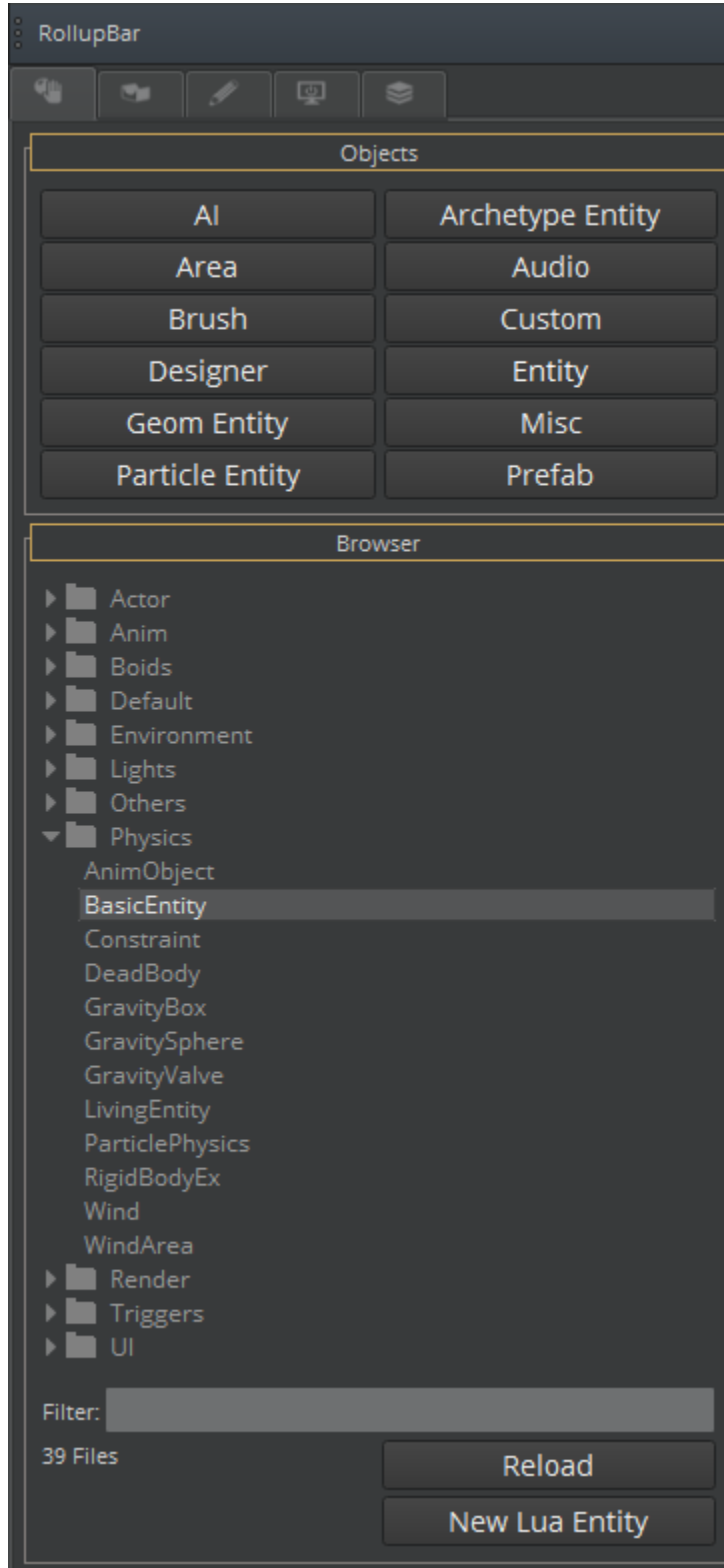 RollupBar
Objects
AI Archetype Entity
Area Audio
Brush Custom
Designer Entity
Geom Entity Misc
Particle Entity Prefab
Browser
Actor
Anim
Boids
Default
Environment
Lights
Others
Physics
AnimObject
BasicEntity
Constraint
DeadBody
GravityBox
GravitySphere
GravityValve
LivingEntity
ParticlePhysics
RigidBodyEx
Wind
WindArea
Render
Triggers
UI
Filter:
39 Files Reload
New Lua Entity